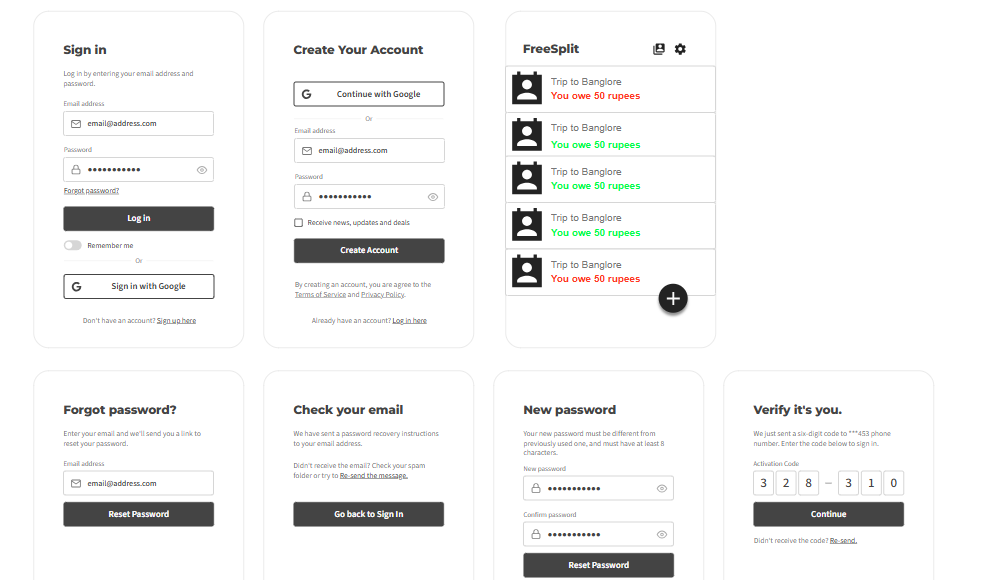 Sign in
Log in by entering your email address and
password.
Email address
email@address.com
Password
Forgot password?
Log in
Remember me
Or
Sign in with Google
Don't have an account? Sign up here
Create Your Account
Continue with Google
Or
Email address
email@address.com
Password
Receive news, updates and deals
Create Account
By creating an account, you are agree to the
Terms of Service and Privacy Policy.
Already have an account? Log in here
FreeSplit
Trip to Banglore
You owe 50 rupees
Trip to Banglore
You owe 50 rupees
Trip to Banglore
You owe 50 rupees
Trip to Banglore
You owe 50 rupees
Trip to Banglore
You owe 50 rupees
Forgot password?
Enter your email and we'll send you a link to
reset your password.
Email address
email@address.com
Reset Password
Check your email
We have sent a password recovery instructions
to your email address.
Didn't receive the email? Check your spam
folder or try to Re-send the message.
Go back to Sign In
New password
Your new password must be different from
previously used one, and must have at least 8
characters.
New password
Confirm password
Reset Password
Verify it's you.
We just sent a six-digit code to ***453 phone
number. Enter the code below to sign in.
Activation Code
3 2 8 – 3 1 0
Continue
Didn't receive the code? Re-send.